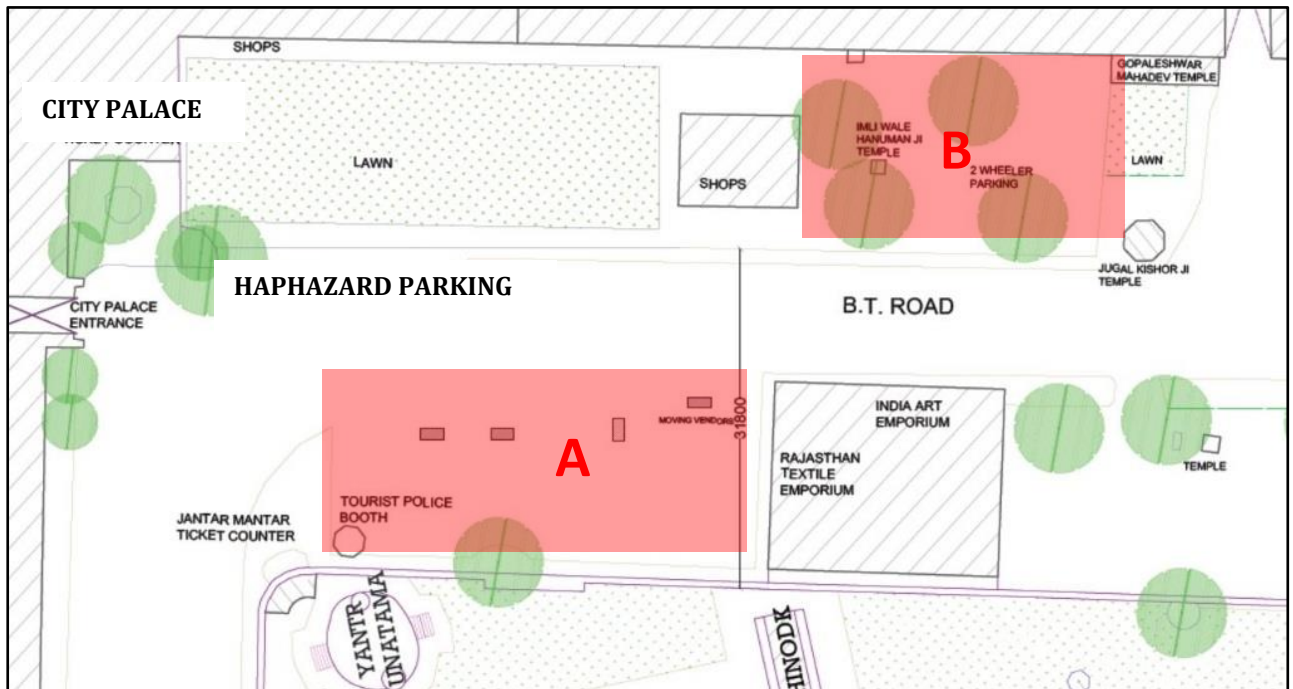 SHOPS
GOPALESHWAR
MAHADEV TEMPLE
CITY PALACE
IMLI WALE
HANUMAN JI
TEMPLE
B
LAWN
SHOPS
2 WHEELER
PARKING
LAWN
JUGAL KISHOR JI
TEMPLE
HAPHAZARD PARKING
CITY PALACE
ENTRANCE
B.T. ROAD
MOVING VENDORS
31800
INDIA ART
EMPORIUM
A
RAJASTHAN
TEXTILE
EMPORIUM
TEMPLE
TOURIST POLICE
BOOTH
JANTAR MANTAR
TICKET COUNTER
YANTR
UNATAMA
HINODK